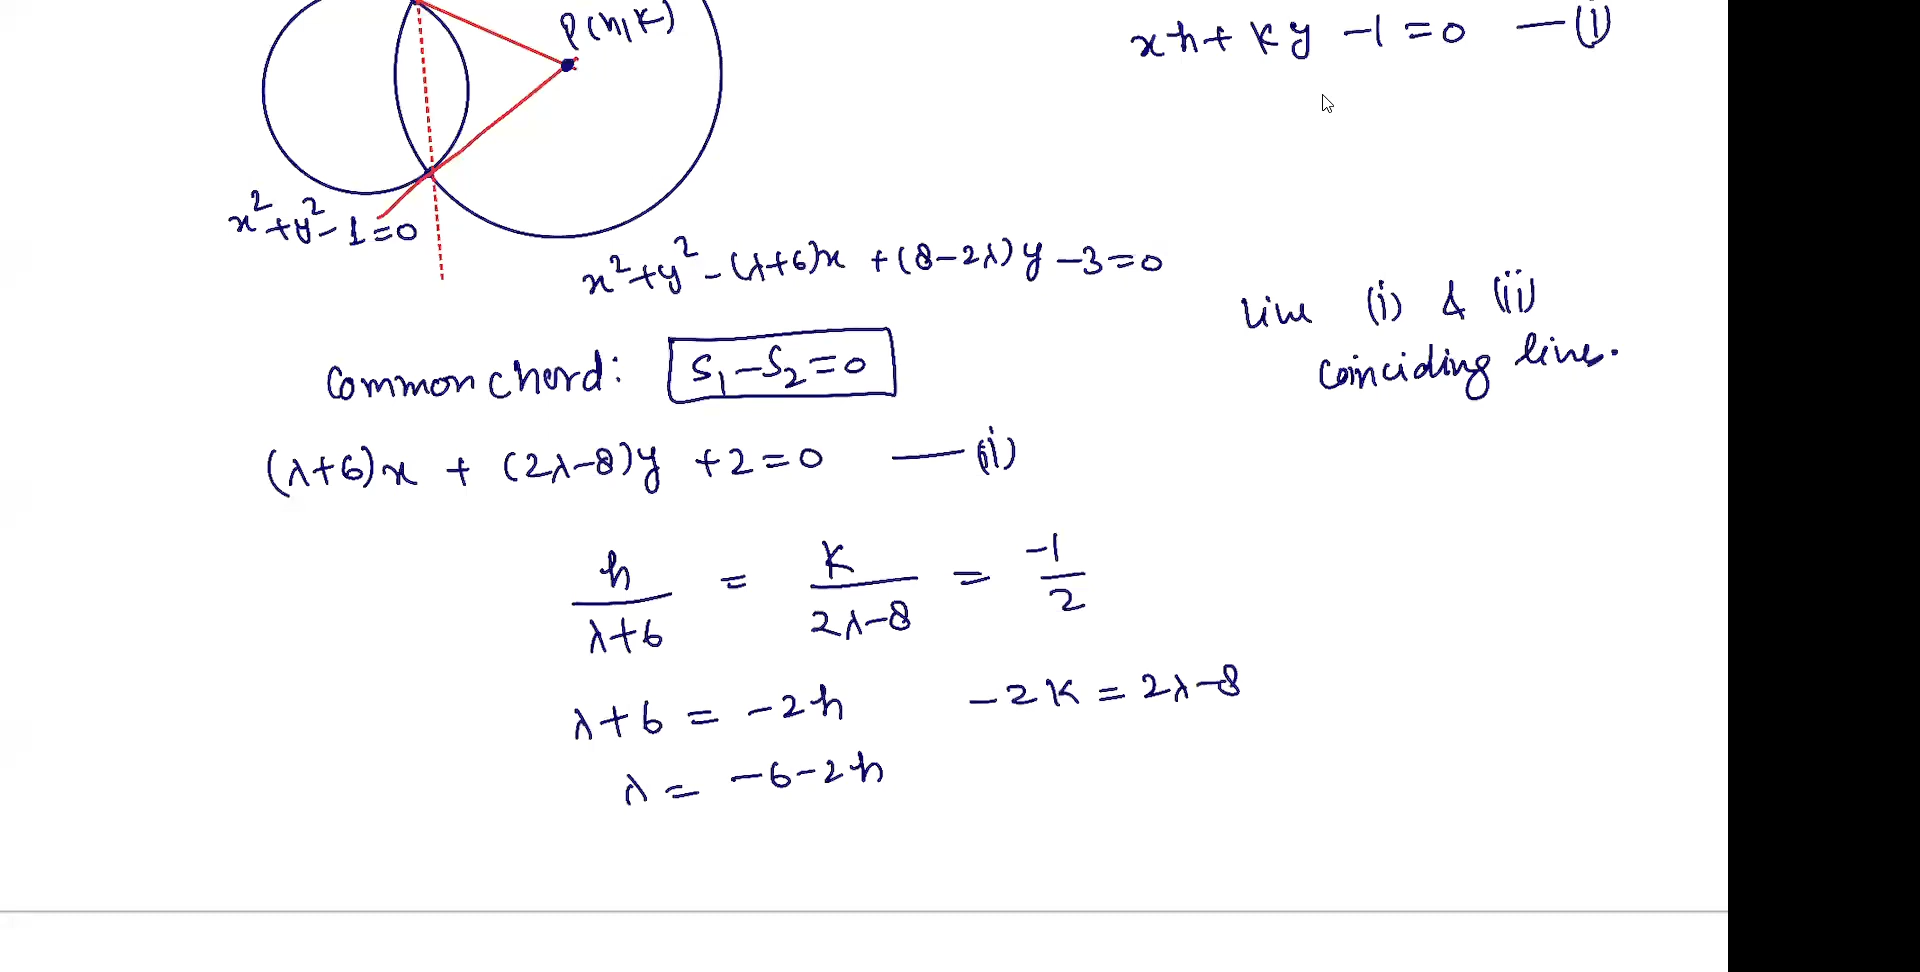 P(h,k)
xh + ky - 1 = 0 — (i)
x² + y² - 1 = 0
x² + y² - (λ+6)x + (8-2λ)y - 3 = 0
line (i) & (ii)
coinciding lines.
Common chord: S₁ - S₂ = 0
(λ+6)x + (2λ-8)y + 2 = 0 — (ii)
h/(λ+6) = k/(2λ-8) = -1/2
λ+6 = -2h    -2k = 2λ-8
λ = -6-2h